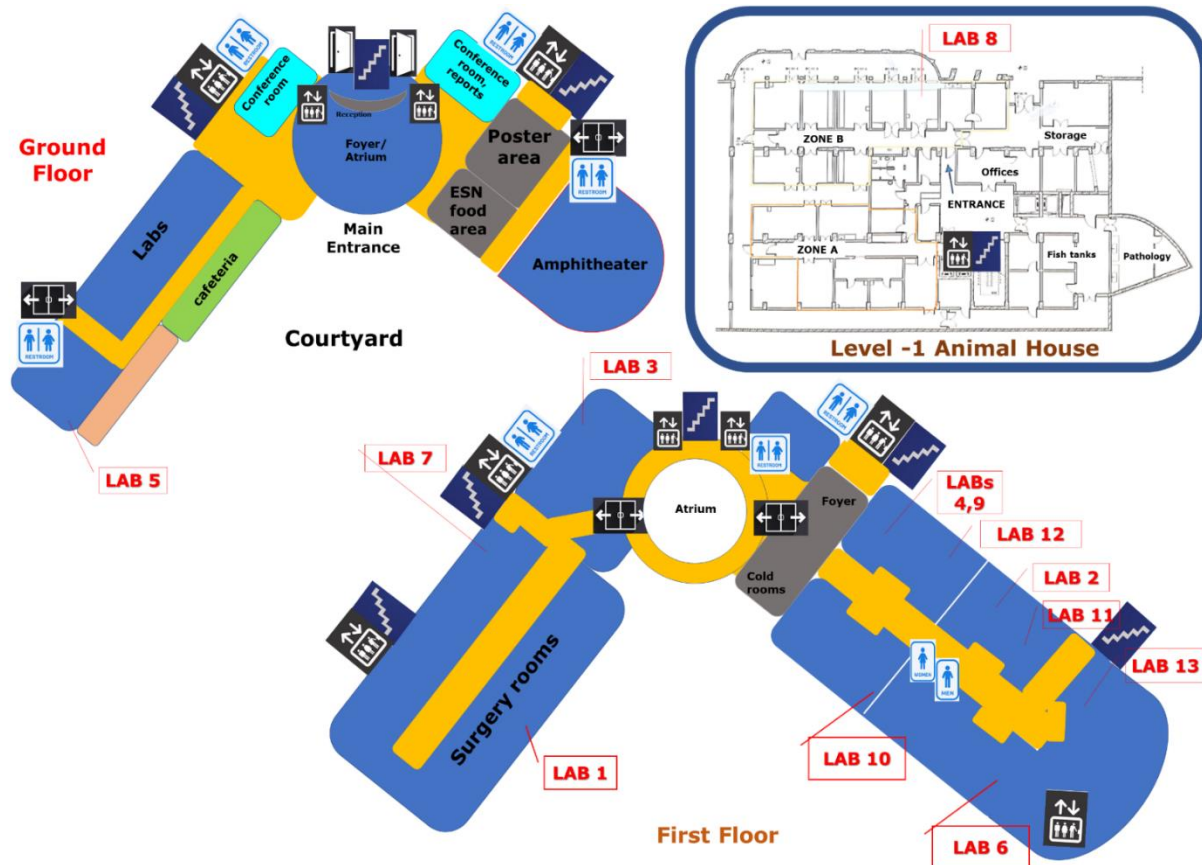 RESTROOM
Conference
room
Reception
Foyer/
Atrium
Conference
room,
reports
RESTROOM
Poster
area
ESN
food
area
RESTROOM
Amphitheater
Ground
Floor
Main
Entrance
Labs
cafeteria
RESTROOM
Courtyard
LAB 5
LAB 8
ZONE B
Storage
Offices
ENTRANCE
ZONE A
Fish tanks
Pathology
Level -1 Animal House
LAB 3
LAB 7
RESTROOM
Atrium
RESTROOM
RESTROOM
Foyer
Cold
rooms
LABs
4,9
LAB 12
LAB 2
LAB 11
LAB 13
WOMEN
MEN
Surgery rooms
LAB 1
LAB 10
LAB 6
First Floor